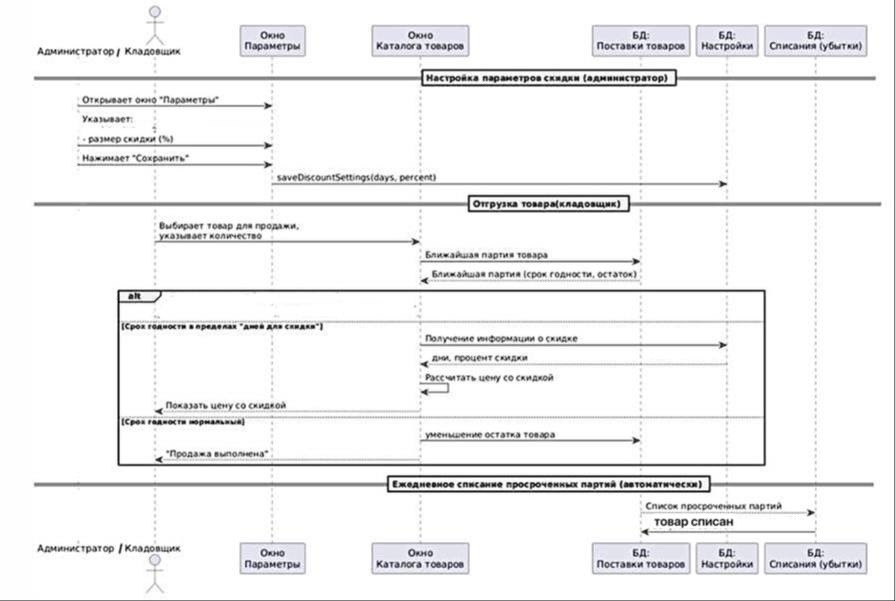 Администратор / Кладовщик
Окно
Параметры
Окно
Каталога товаров
БД:
Поставки товаров
БД:
Настройки
БД:
Списания (убытки)
Настройка параметров скидки (администратор)
Открывает окно "Параметры"
Указывает:
- размер скидки (%)
Нажимает "Сохранить"
saveDiscountSettings(days, percent)
Отгрузка товара(кладовщик)
Выбирает товар для продажи,
указывает количество
Ближайшая партия товара
Ближайшая партия (срок годности, остаток)
alt
[Срок годности в пределах "дней для скидки"]
Получение информации о скидке
дни, процент скидки
Рассчитать цену со скидкой
Показать цену со скидкой
[Срок годности нормальный]
уменьшение остатка товара
"Продажа выполнена"
Ежедневное списание просроченных партий (автоматически)
Список просроченных партий
товар списан
Администратор / Кладовщик
Окно
Параметры
Окно
Каталога товаров
БД:
Поставки товаров
БД:
Настройки
БД:
Списания (убытки)